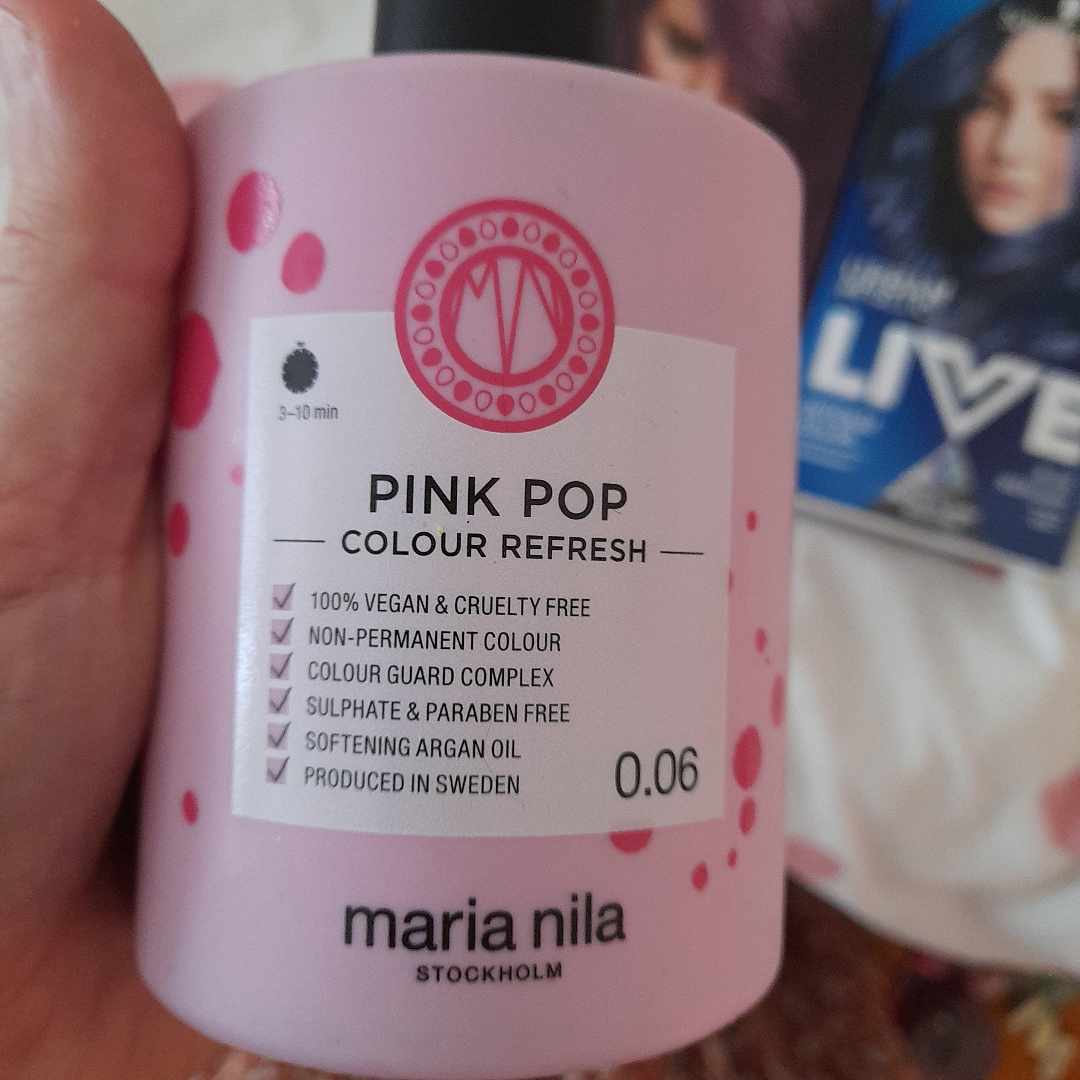 3–10 min
PINK POP
COLOUR REFRESH
100% VEGAN & CRUELTY FREE
NON-PERMANENT COLOUR
COLOUR GUARD COMPLEX
SULPHATE & PARABEN FREE
SOFTENING ARGAN OIL
PRODUCED IN SWEDEN
0.06
maria nila
STOCKHOLM
LIVE